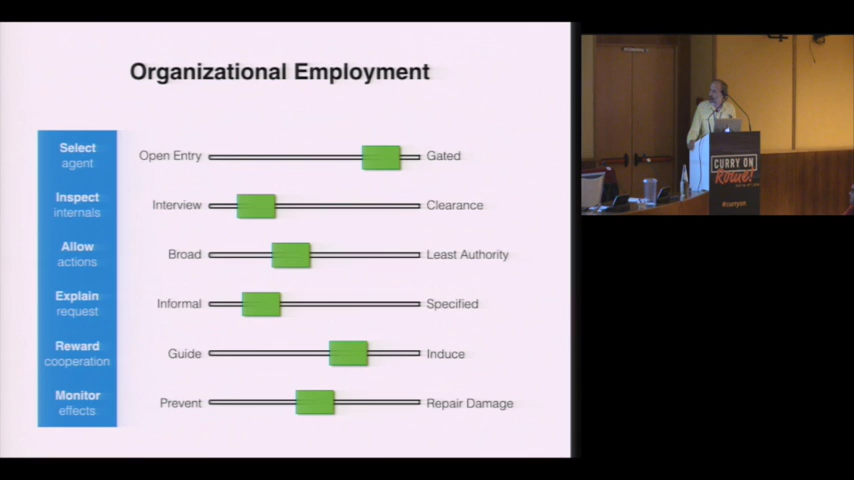 Organizational Employment
Select
agent
Open Entry
Gated
Inspect
internals
Interview
Clearance
Allow
actions
Broad
Least Authority
Explain
request
Informal
Specified
Reward
cooperation
Guide
Induce
Monitor
effects
Prevent
Repair Damage
CURRY ON
Rome!
#curryon